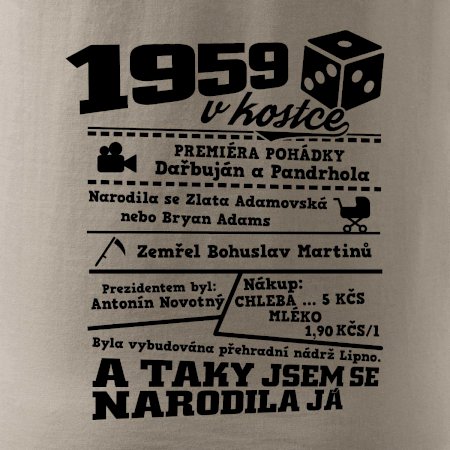 1959
v kostce
PREMIÉRA POHÁDKY
Dařbuján a Pandrhola
Narodila se Zlata Adamovská
nebo Bryan Adams
Zemřel Bohuslav Martinů
Prezidentem byl:
Antonín Novotný
Nákup:
CHLEBA ... 5 KČS
MLÉKO
1,90 KČS/l
Byla vybudována přehradní nádrž Lipno.
A TAKY JSEM SE
NARODILA JÁ